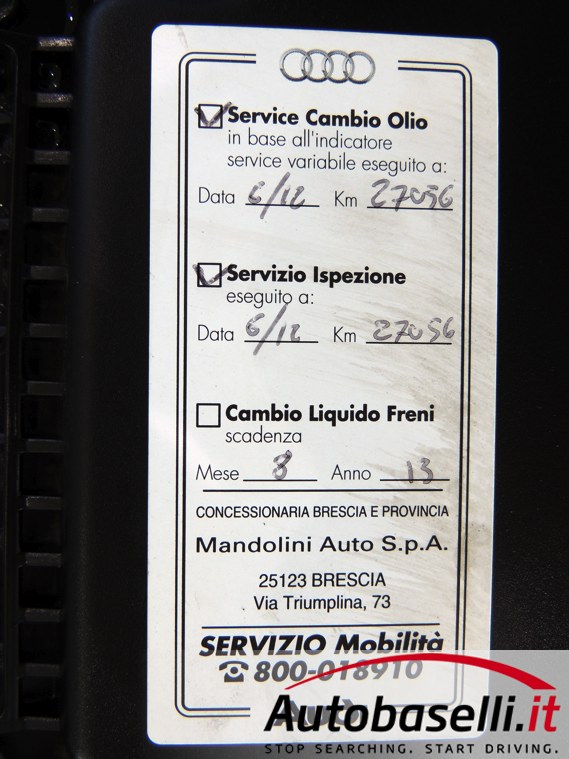 Service Cambio Olio
in base all'indicatore
service variabile eseguito a:
Data 6/12 Km 27056
Servizio Ispezione
eseguito a:
Data 6/12 Km 27056
Cambio Liquido Freni
scadenza
Mese 8 Anno 13
CONCESSIONARIA BRESCIA E PROVINCIA
Mandolini Auto S.p.A.
25123 BRESCIA
Via Triumplina, 73
SERVIZIO Mobilità
☎ 800-018910
Autobaselli.it
STOP SEARCHING. START DRIVING.